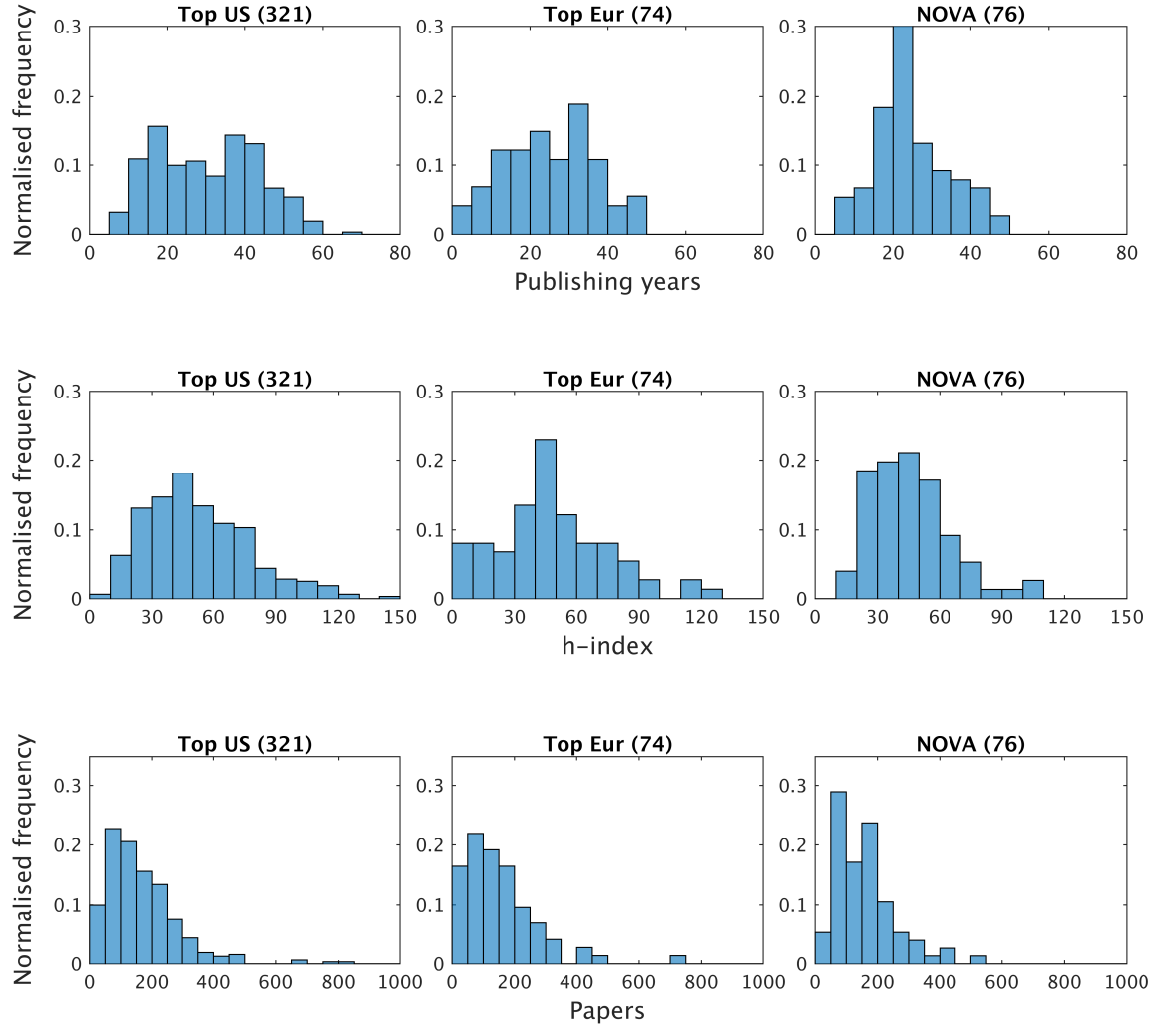 Top US (321) Top Eur (74) NOVA (76)
Normalised frequency
0.3 0.3 0.3
0.2 0.2 0.2
0.1 0.1 0.1
0 0 0
0 20 40 60 80 0 20 40 60 80 0 20 40 60 80
Publishing years
Top US (321) Top Eur (74) NOVA (76)
Normalised frequency
0.3 0.3 0.3
0.2 0.2 0.2
0.1 0.1 0.1
0 0 0
0 30 60 90 120 150 0 30 60 90 120 150 0 30 60 90 120 150
h-index
Top US (321) Top Eur (74) NOVA (76)
Normalised frequency
0.3 0.3 0.3
0.2 0.2 0.2
0.1 0.1 0.1
0 0 0
0 200 400 600 800 1000 0 200 400 600 800 1000 0 200 400 600 800 1000
Papers